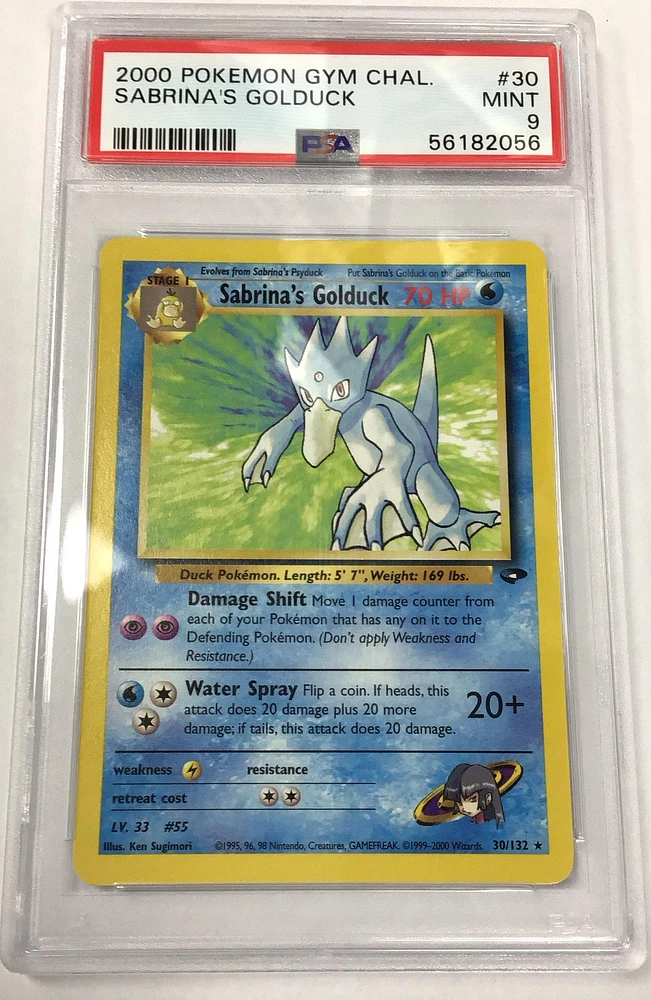 2000 POKEMON GYM CHAL. #30
SABRINA'S GOLDUCK MINT
9
PSA 56182056
STAGE 1
Evolves from Sabrina's Psyduck Put Sabrina's Golduck on the Basic Pokémon
Sabrina's Golduck 70 HP
Duck Pokémon. Length: 5' 7", Weight: 169 lbs.
Damage Shift Move 1 damage counter from
each of your Pokémon that has any on it to the
Defending Pokémon. (Don't apply Weakness and
Resistance.)
Water Spray Flip a coin. If heads, this
attack does 20 damage plus 20 more
damage; if tails, this attack does 20 damage.
20+
weakness resistance
retreat cost
LV. 33 #55
Illus. Ken Sugimori ©1995, 96, 98 Nintendo, Creatures, GAMEFREAK. ©1999-2000 Wizards. 30/132 ★